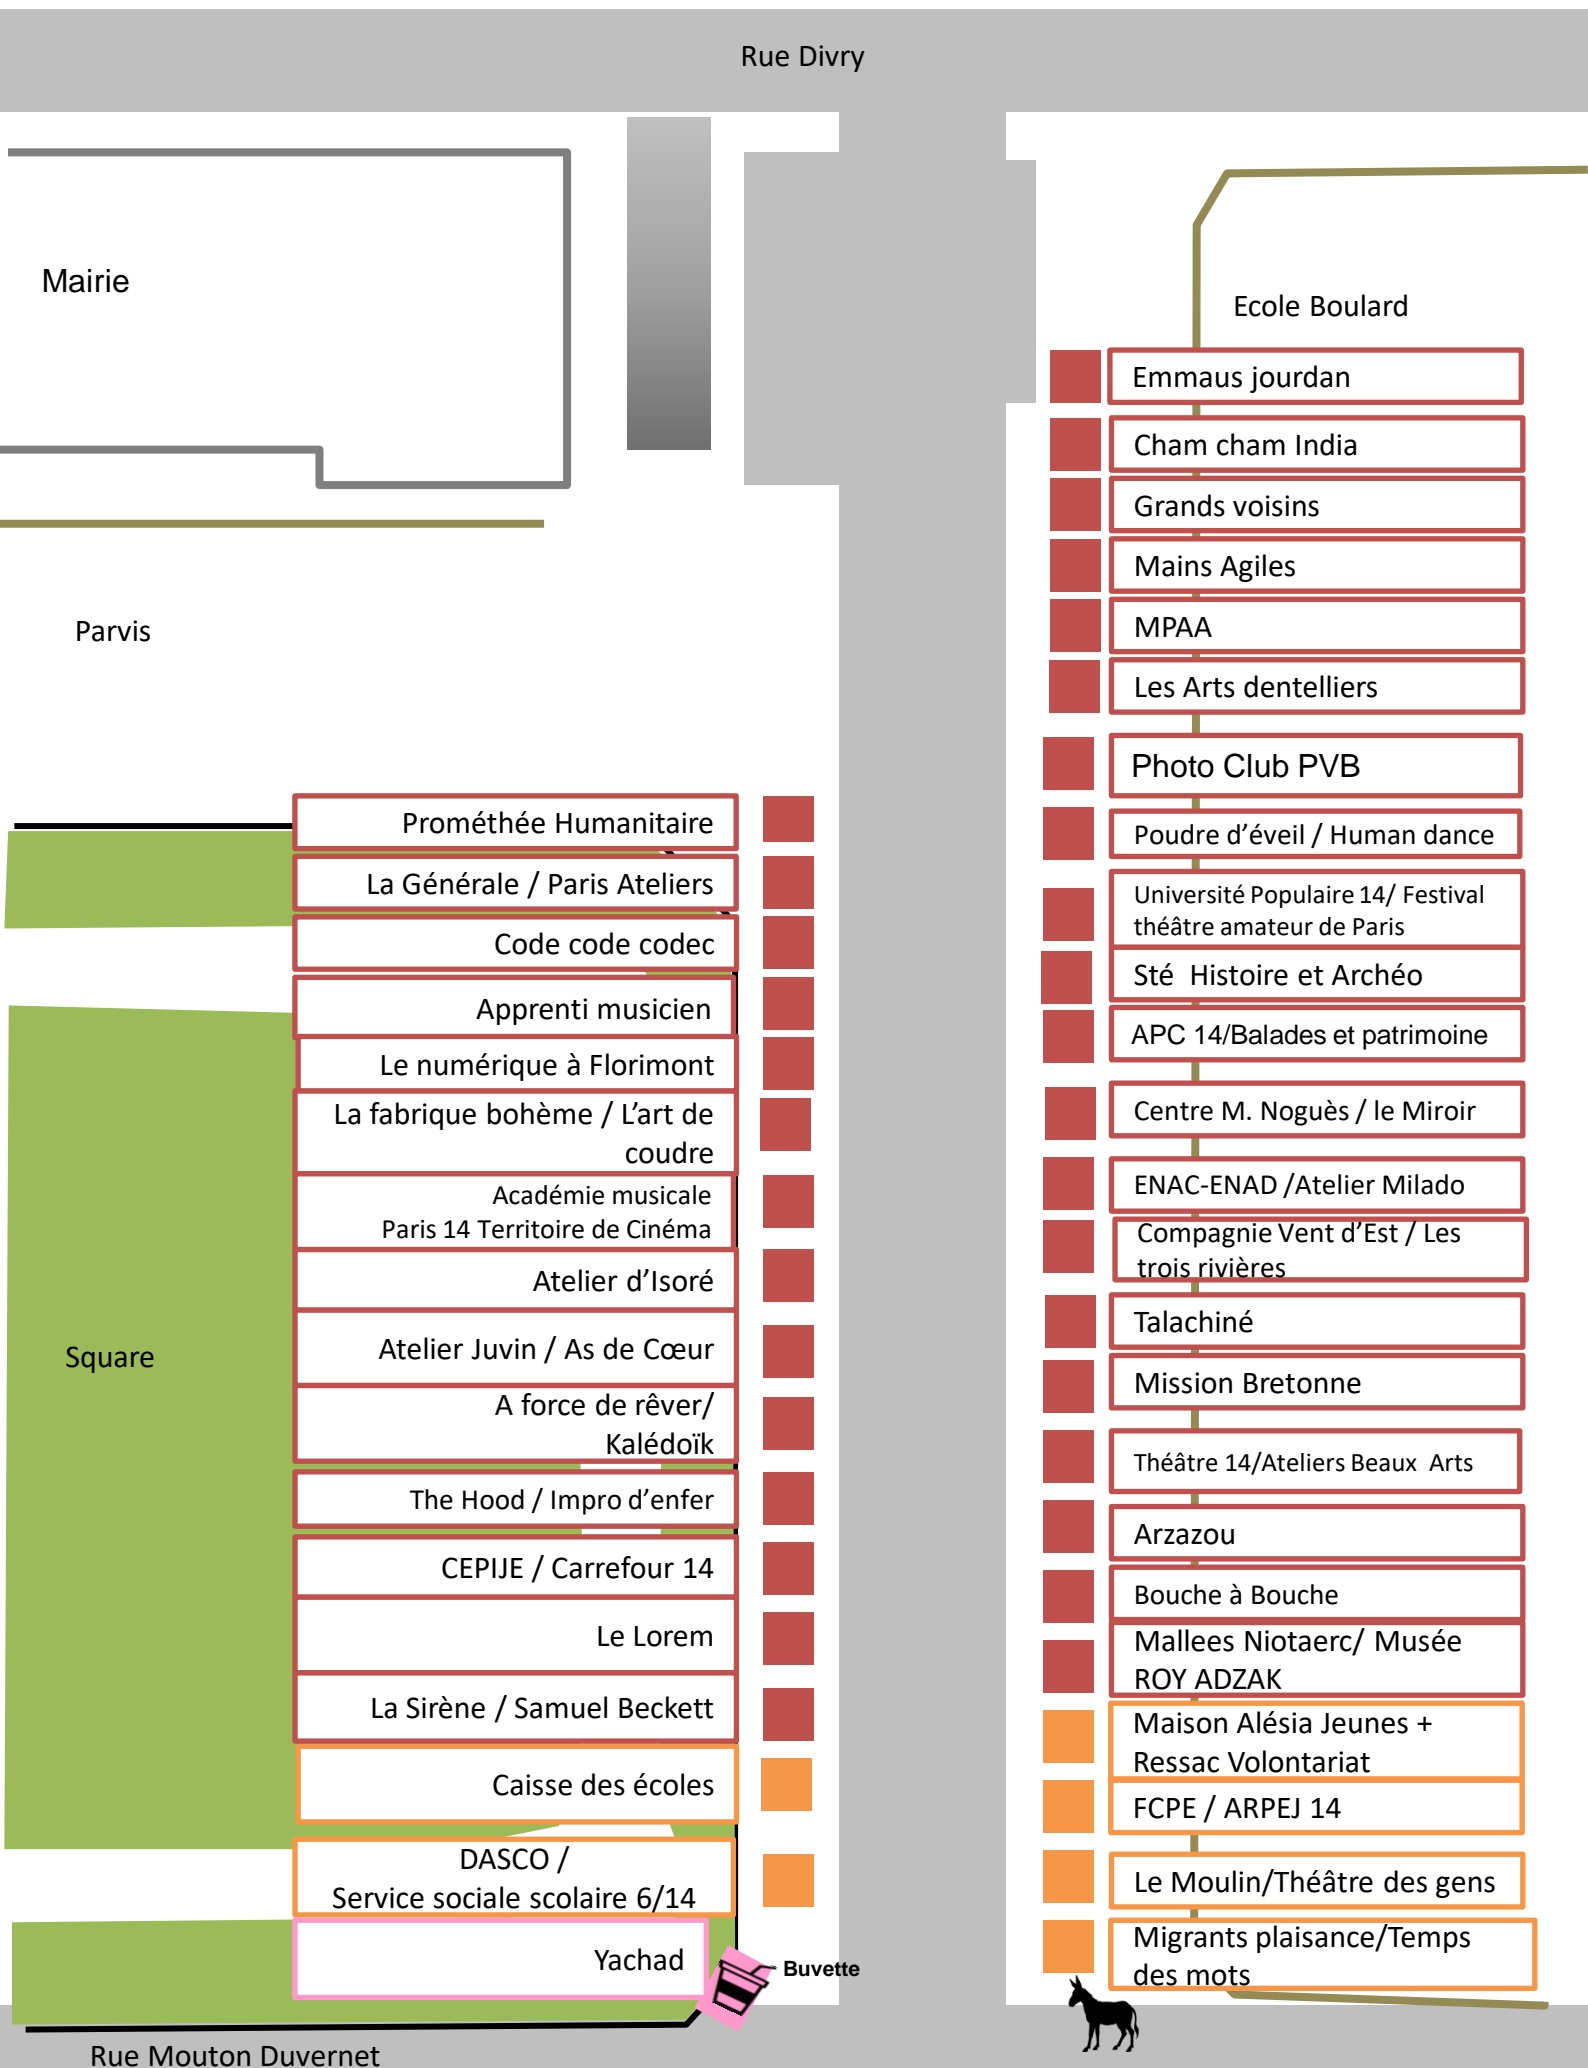 Rue Divry
Mairie
Ecole Boulard
Parvis
Emmaus jourdan
Cham cham India
Grands voisins
Mains Agiles
MPAA
Les Arts dentelliers
Photo Club PVB
Poudre d’éveil / Human dance
Université Populaire 14/ Festival
théâtre amateur de Paris
Sté Histoire et Archéo
APC 14/Balades et patrimoine
Centre M. Noguès / le Miroir
ENAC-ENAD /Atelier Milado
Compagnie Vent d’Est / Les
trois rivières
Talachiné
Mission Bretonne
Théâtre 14/Ateliers Beaux Arts
Arzazou
Bouche à Bouche
Mallees Niotaerc/ Musée
ROY ADZAK
Maison Alésia Jeunes +
Ressac Volontariat
FCPE / ARPEJ 14
Le Moulin/Théâtre des gens
Migrants plaisance/Temps
des mots
Prométhée Humanitaire
La Générale / Paris Ateliers
Code code codec
Apprenti musicien
Le numérique à Florimont
La fabrique bohème / L’art de
coudre
Académie musicale
Paris 14 Territoire de Cinéma
Atelier d’Isoré
Square
Atelier Juvin / As de Cœur
A force de rêver/
Kalédoïk
The Hood / Impro d’enfer
CEPIJE / Carrefour 14
Le Lorem
La Sirène / Samuel Beckett
Caisse des écoles
DASCO /
Service sociale scolaire 6/14
Yachad
Buvette
Rue Mouton Duvernet